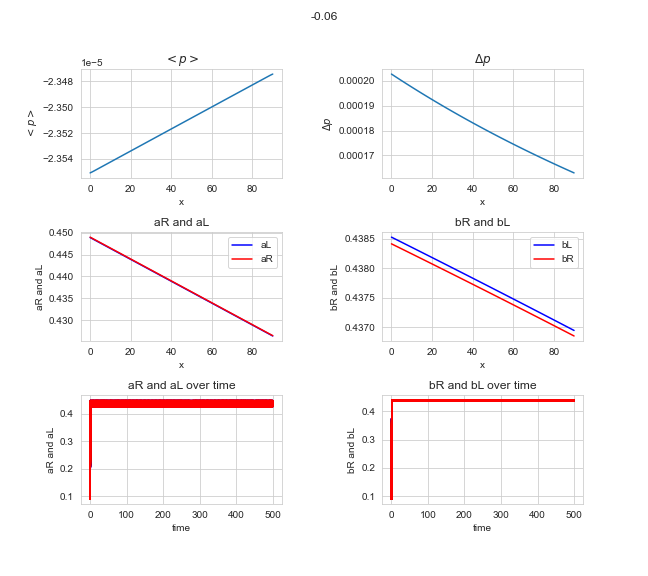 -0.06
< p >
Δp
1e−5
−2.348
−2.350
−2.352
−2.354
< p >
0 20 40 60 80
x
0.00020
0.00019
0.00018
0.00017
Δp
0 20 40 60 80
x
aR and aL
bR and bL
0.450
0.445
0.440
0.435
0.430
aR and aL
aL
aR
0 20 40 60 80
x
0.4385
0.4380
0.4375
0.4370
bR and bL
bL
bR
0 20 40 60 80
x
aR and aL over time
bR and bL over time
0.4
0.3
0.2
0.1
aR and aL
0 100 200 300 400 500
time
0.4
0.3
0.2
0.1
bR and bL
0 100 200 300 400 500
time